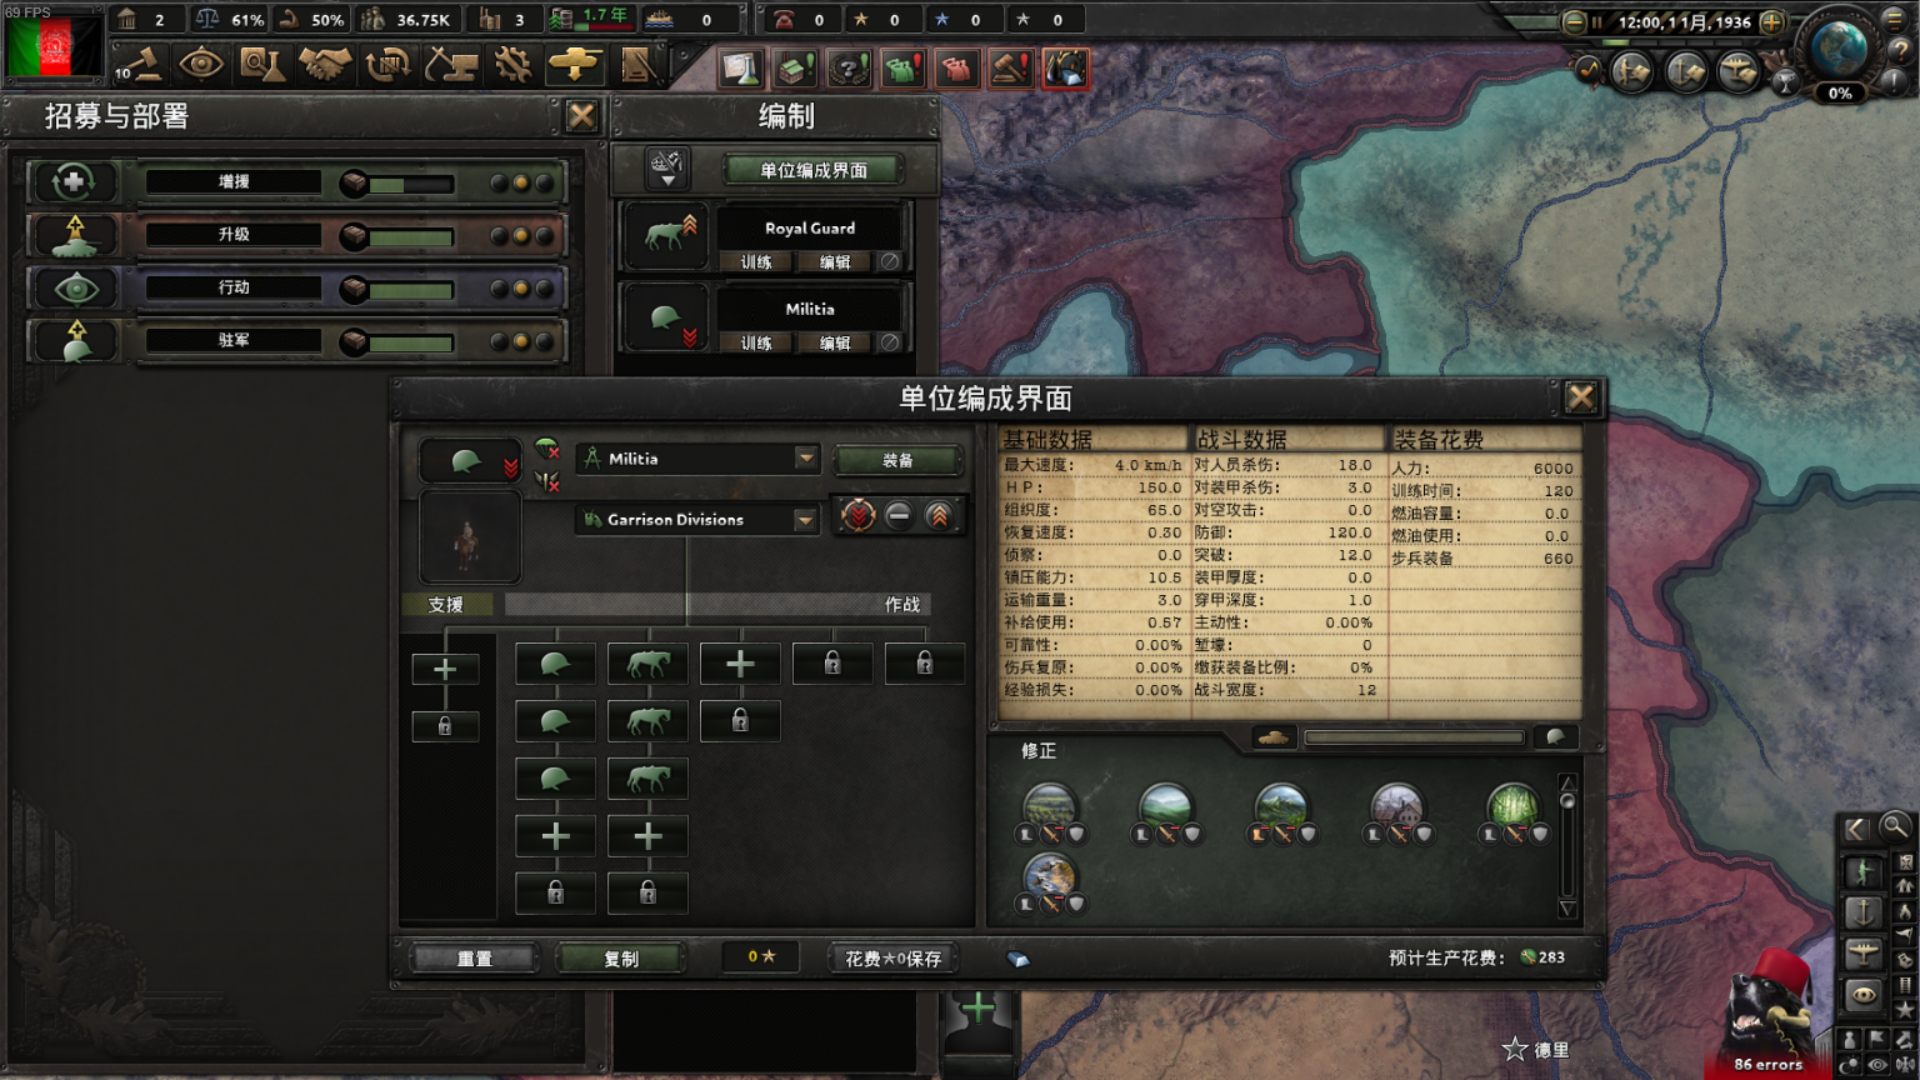 69 FPS
2
61%
50%
36.75K
3
1.7 年
0
0
0
0
0
12:00, 1 1月, 1936
10
0%
招募与部署
增援
升级
行动
驻军
编制
单位编成界面
Royal Guard
训练
编辑
Militia
训练
编辑
单位编成界面
Militia
装备
Garrison Divisions
支援
作战
基础数据
最大速度: 4.0 km/h
HP: 150.0
组织度: 65.0
恢复速度: 0.30
侦察: 0.0
镇压能力: 10.5
运输重量: 3.0
补给使用: 0.57
可靠性: 0.00%
伤兵复原: 0.00%
经验损失: 0.00%
战斗数据
对人员杀伤: 18.0
对装甲杀伤: 3.0
对空攻击: 0.0
防御: 120.0
突破: 12.0
装甲厚度: 0.0
穿甲深度: 1.0
主动性: 0.00%
堑壕: 0
缴获装备比例: 0%
战斗宽度: 12
装备花费
人力: 6000
训练时间: 120
燃油容量: 0.0
燃油使用: 0.0
步兵装备 660
修正
重置
复制
0
花费★0保存
预计生产花费: 283
德里
86 errors